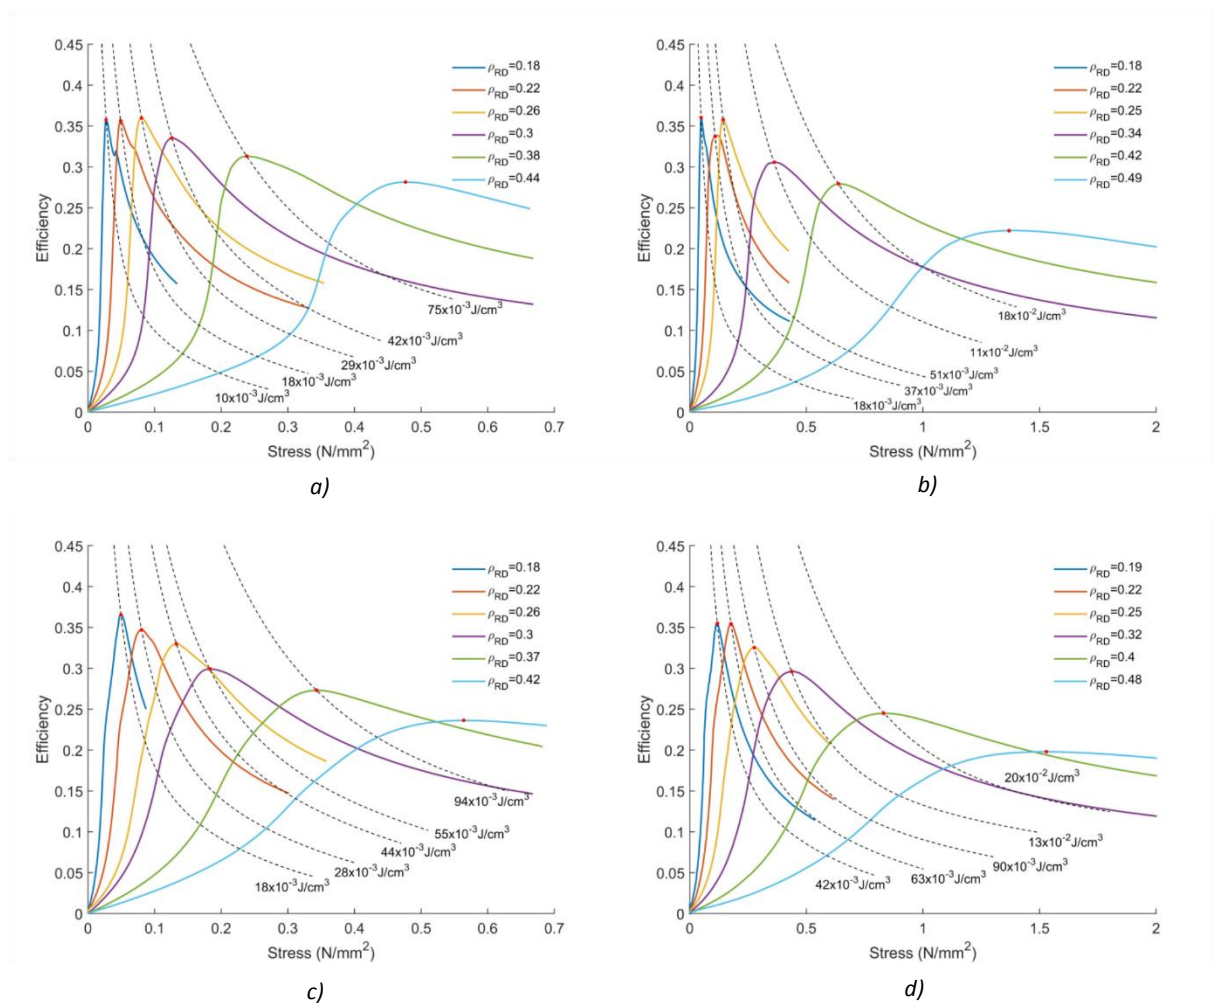 0.45
0.4
0.35
0.3
0.25
0.2
0.15
0.1
0.05
0
Efficiency
ρRD=0.18
ρRD=0.22
ρRD=0.26
ρRD=0.3
ρRD=0.38
ρRD=0.44
75x10⁻³J/cm³
42x10⁻³J/cm³
29x10⁻³J/cm³
18x10⁻³J/cm³
10x10⁻³J/cm³
0 0.1 0.2 0.3 0.4 0.5 0.6 0.7
Stress (N/mm²)
a)
0.45
0.4
0.35
0.3
0.25
0.2
0.15
0.1
0.05
0
Efficiency
ρRD=0.18
ρRD=0.22
ρRD=0.25
ρRD=0.34
ρRD=0.42
ρRD=0.49
18x10⁻²J/cm³
11x10⁻²J/cm³
51x10⁻³J/cm³
37x10⁻³J/cm³
18x10⁻³J/cm³
0 0.5 1 1.5 2
Stress (N/mm²)
b)
0.45
0.4
0.35
0.3
0.25
0.2
0.15
0.1
0.05
0
Efficiency
ρRD=0.18
ρRD=0.22
ρRD=0.26
ρRD=0.3
ρRD=0.37
ρRD=0.42
94x10⁻³J/cm³
55x10⁻³J/cm³
44x10⁻³J/cm³
28x10⁻³J/cm³
18x10⁻³J/cm³
0 0.1 0.2 0.3 0.4 0.5 0.6 0.7
Stress (N/mm²)
c)
0.45
0.4
0.35
0.3
0.25
0.2
0.15
0.1
0.05
0
Efficiency
ρRD=0.19
ρRD=0.22
ρRD=0.25
ρRD=0.32
ρRD=0.4
ρRD=0.48
20x10⁻²J/cm³
13x10⁻²J/cm³
90x10⁻³J/cm³
63x10⁻³J/cm³
42x10⁻³J/cm³
0 0.5 1 1.5 2
Stress (N/mm²)
d)